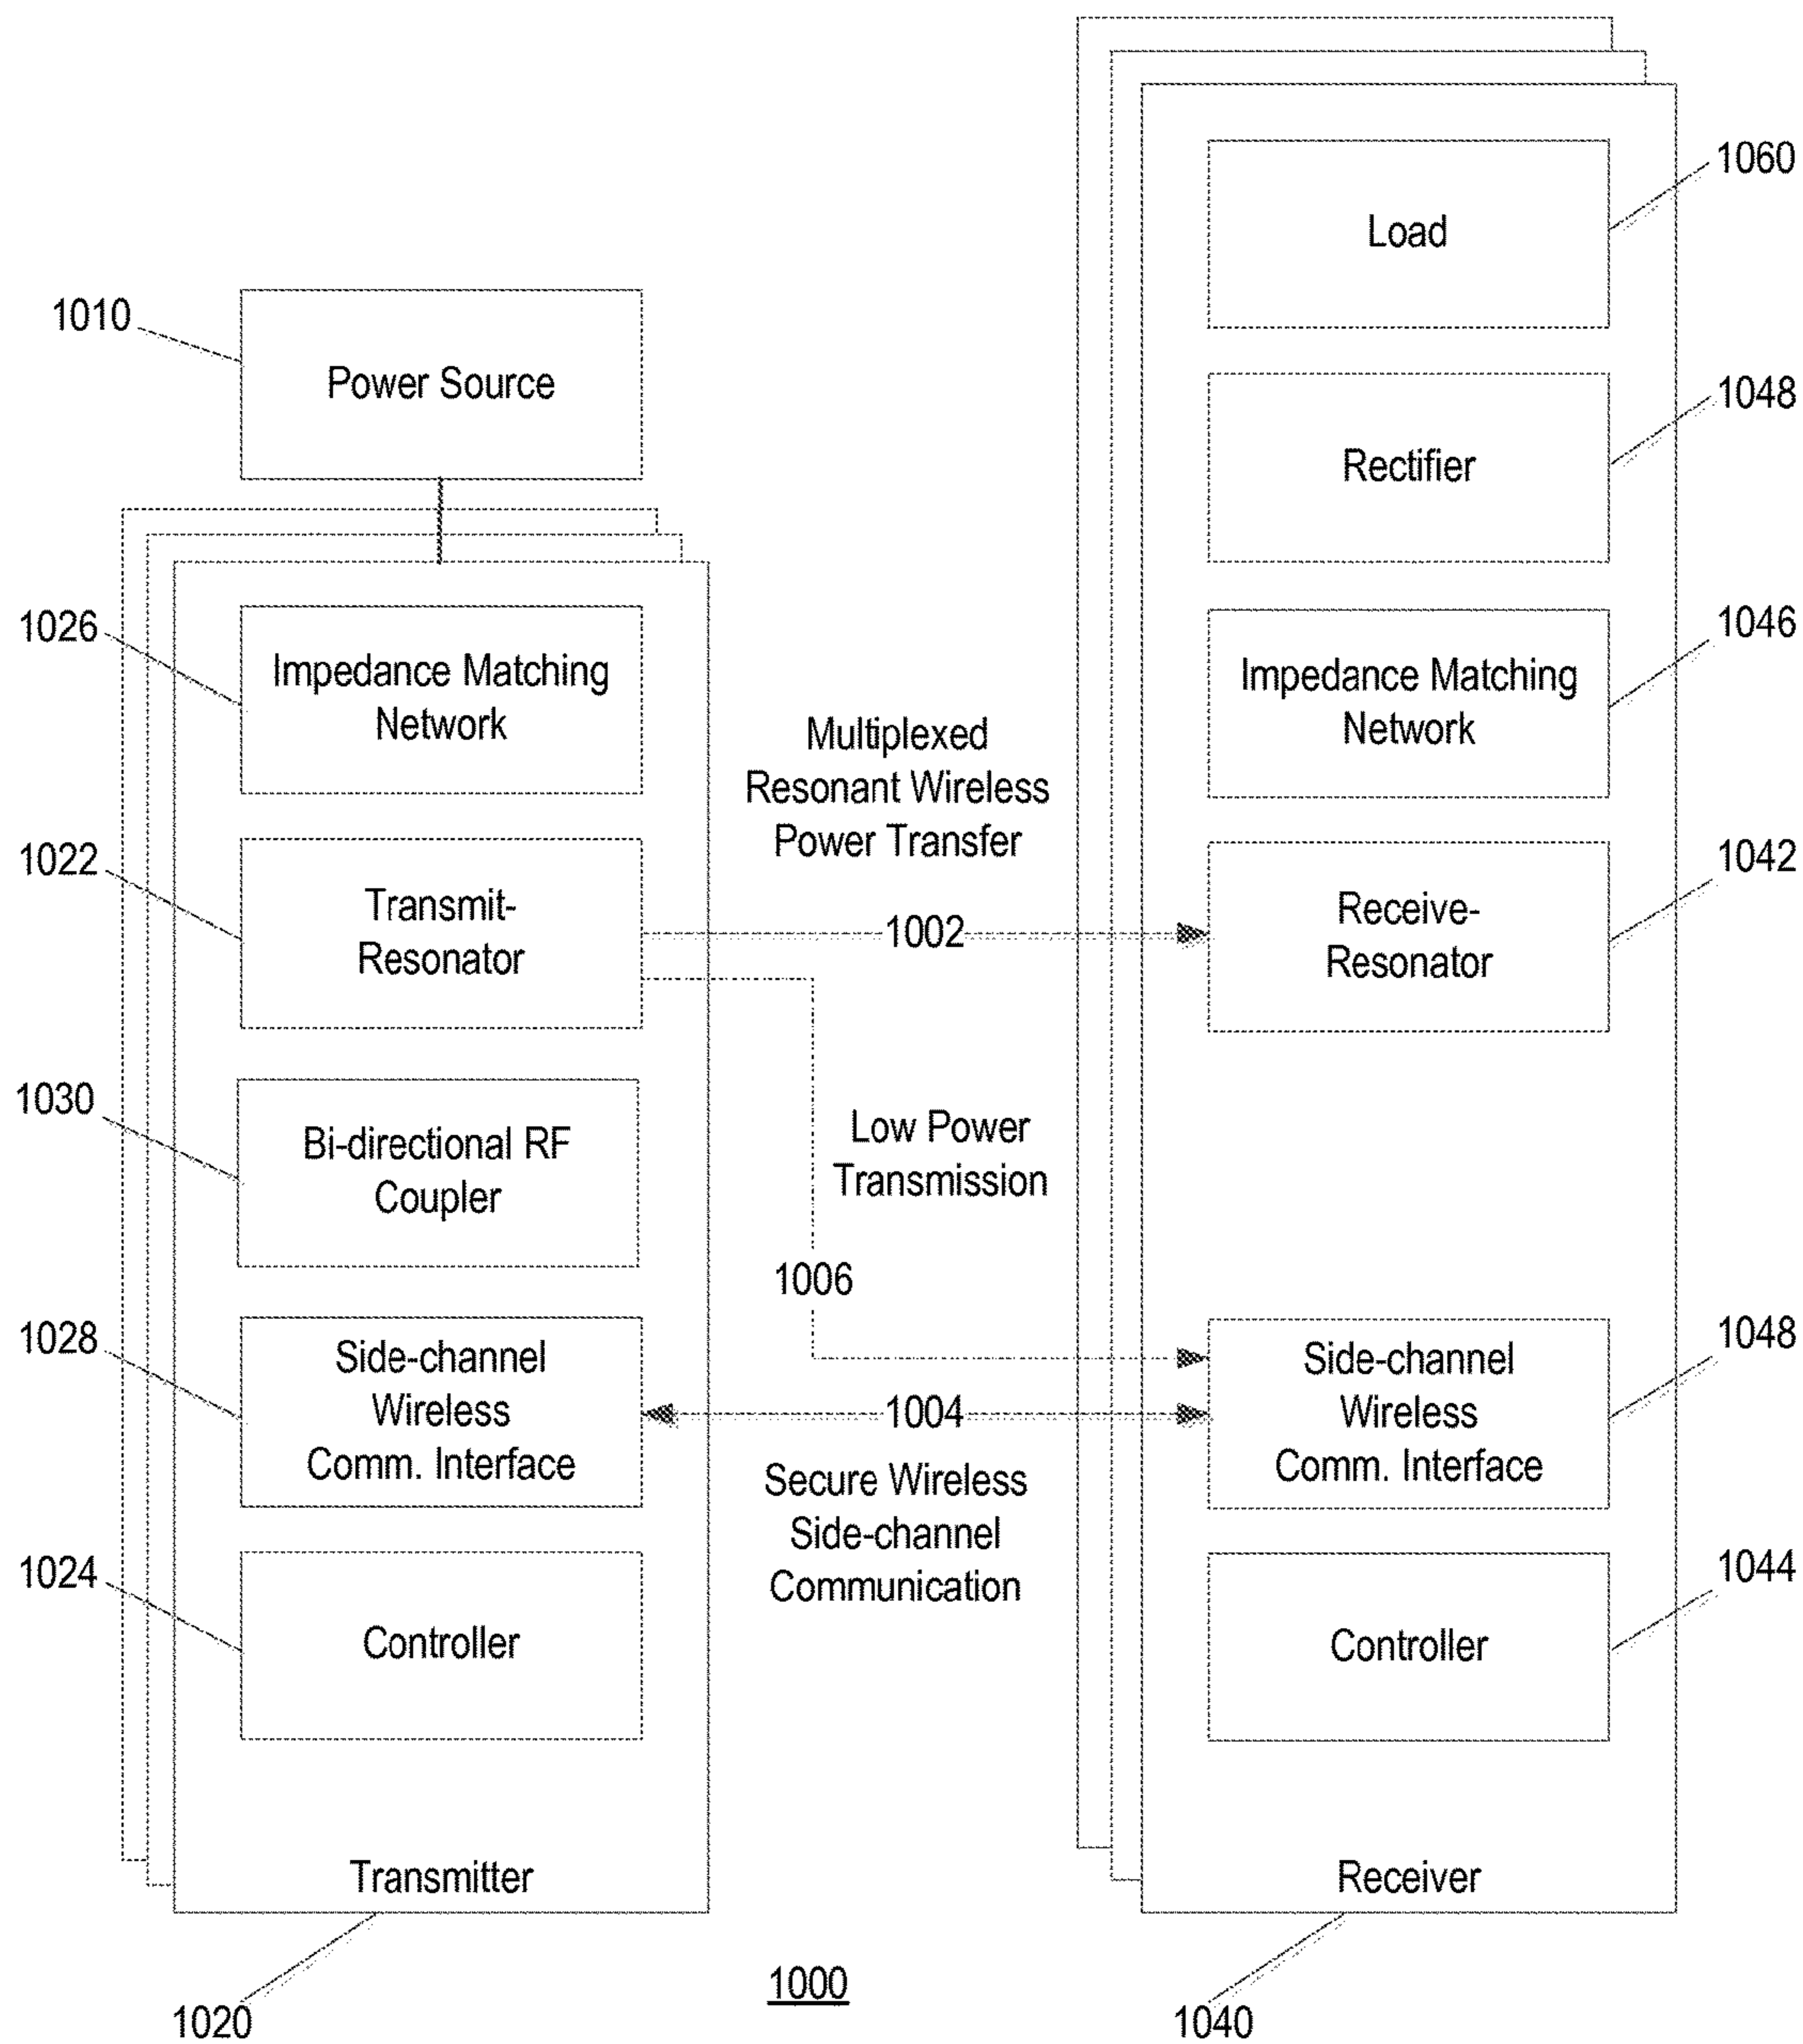 1010
Power Source
1026
Impedance Matching
Network
1022
Transmit-
Resonator
1030
Bi-directional RF
Coupler
1028
Side-channel
Wireless
Comm. Interface
1024
Controller
Transmitter
1020
Multiplexed
Resonant Wireless
Power Transfer
1002
Low Power
Transmission
1006
1004
Secure Wireless
Side-channel
Communication
1060
Load
1048
Rectifier
1046
Impedance Matching
Network
1042
Receive-
Resonator
1048
Side-channel
Wireless
Comm. Interface
1044
Controller
Receiver
1040
1000